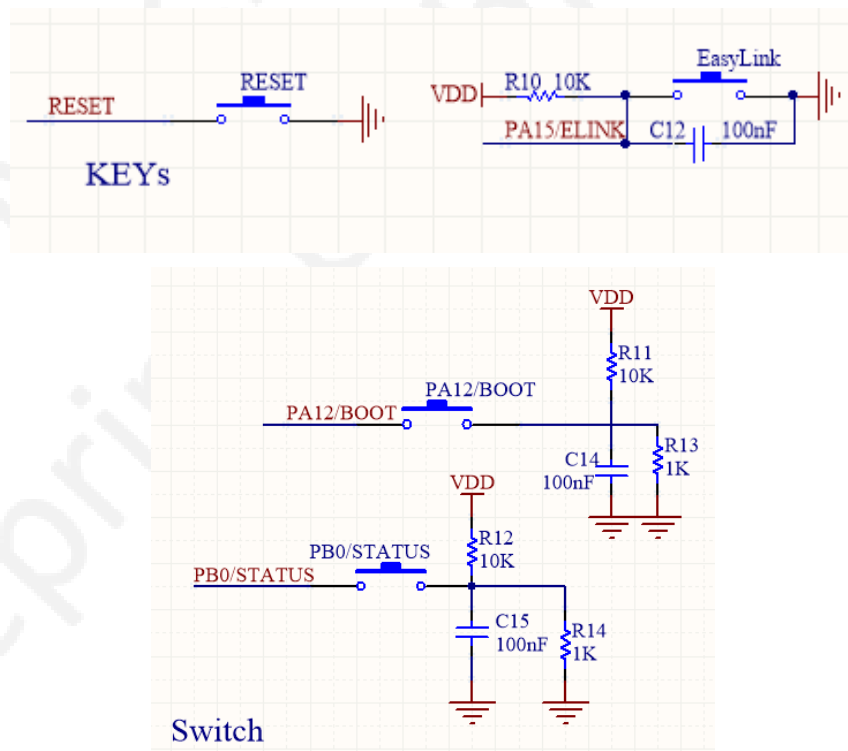 RESET
RESET
KEYs
EasyLink
VDD R10 10K
PA15/ELINK C12 100nF
VDD
R11
10K
PA12/BOOT
PA12/BOOT
C14
100nF
R13
1K
VDD
R12
10K
PB0/STATUS
PB0/STATUS
C15
100nF
R14
1K
Switch